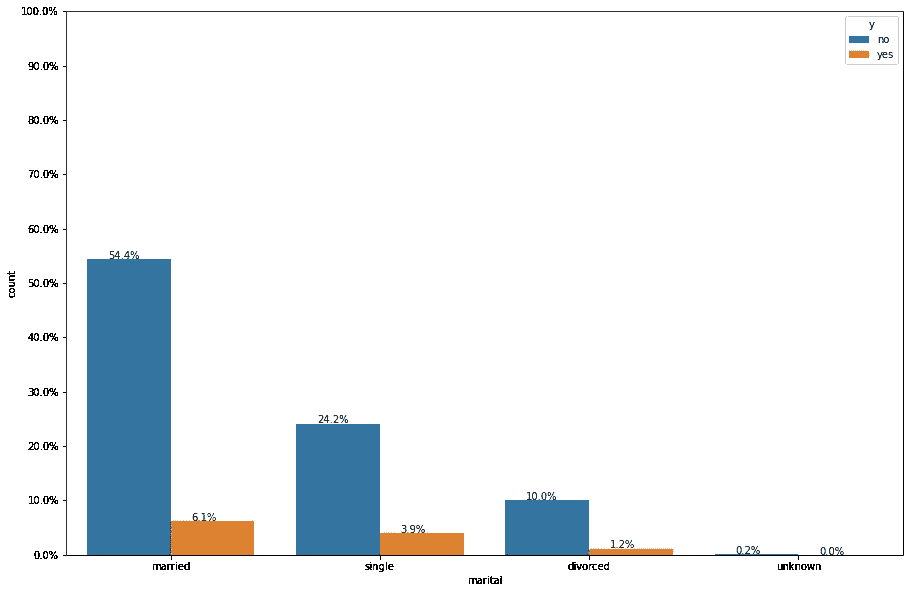 100.0%
90.0%
80.0%
70.0%
60.0%
50.0%
40.0%
30.0%
20.0%
10.0%
0.0%
count
y
no
yes
54.4%
6.1%
24.2%
3.9%
10.0%
1.2%
0.2%
0.0%
married
single
divorced
unknown
marital